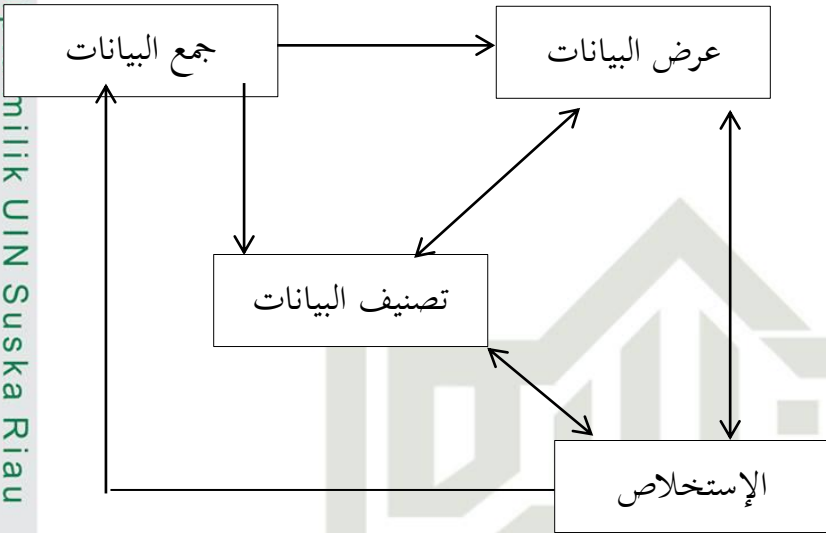 جمع البيانات
عرض البيانات
تصنيف البيانات
الإستخلاص
milik UIN Suska Riau